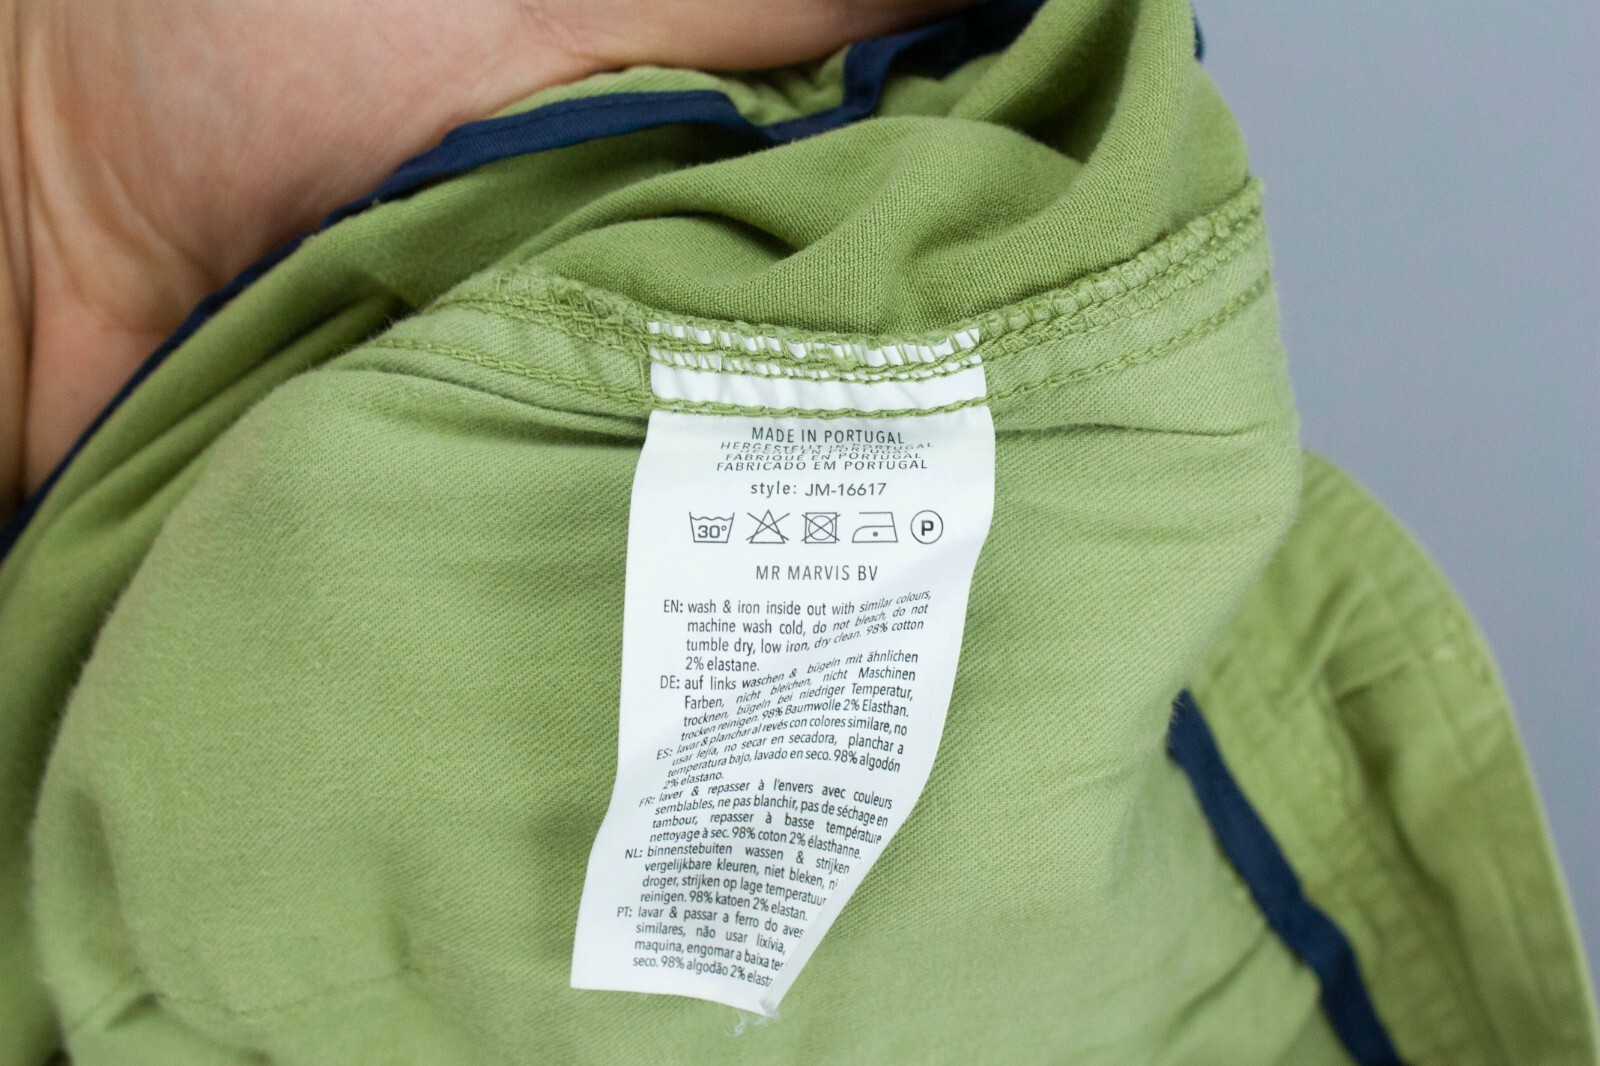 MADE IN PORTUGAL
HERGESTELLT IN PORTUGAL
FABRIQUÉ EN PORTUGAL
FABRICADO EM PORTUGAL
style: JM-16617
30°
P
MR MARVIS BV
EN: wash & iron inside out with similar colours,
machine wash cold, do not bleach, do not
tumble dry, low iron, dry clean. 98% cotton
2% elastane.
DE: auf links waschen & bügeln mit ähnlichen
Farben, nicht bleichen, nicht Maschinen
trocknen, bügeln bei niedriger Temperatur,
trocken reinigen. 98% Baumwolle 2% Elasthan.
ES: lavar & planchar al revés con colores similare, no
usar lejía, no secar en secadora, planchar a
temperatura bajo, lavado en seco. 98% algodón
2% elastano.
FR: laver & repasser à l'envers avec couleurs
semblables, ne pas blanchir, pas de séchage en
tambour, repasser à basse température
nettoyage à sec. 98% coton 2% élasthanne.
NL: binnenstebuiten wassen & strijken
vergelijkbare kleuren, niet bleken, ni
droger, strijken op lage temperatuur
reinigen. 98% katoen 2% elastan.
PT: lavar & passar a ferro do aves
similares, não usar lixívia,
maquina, engomar a baixa ter
seco. 98% algodão 2% elasta